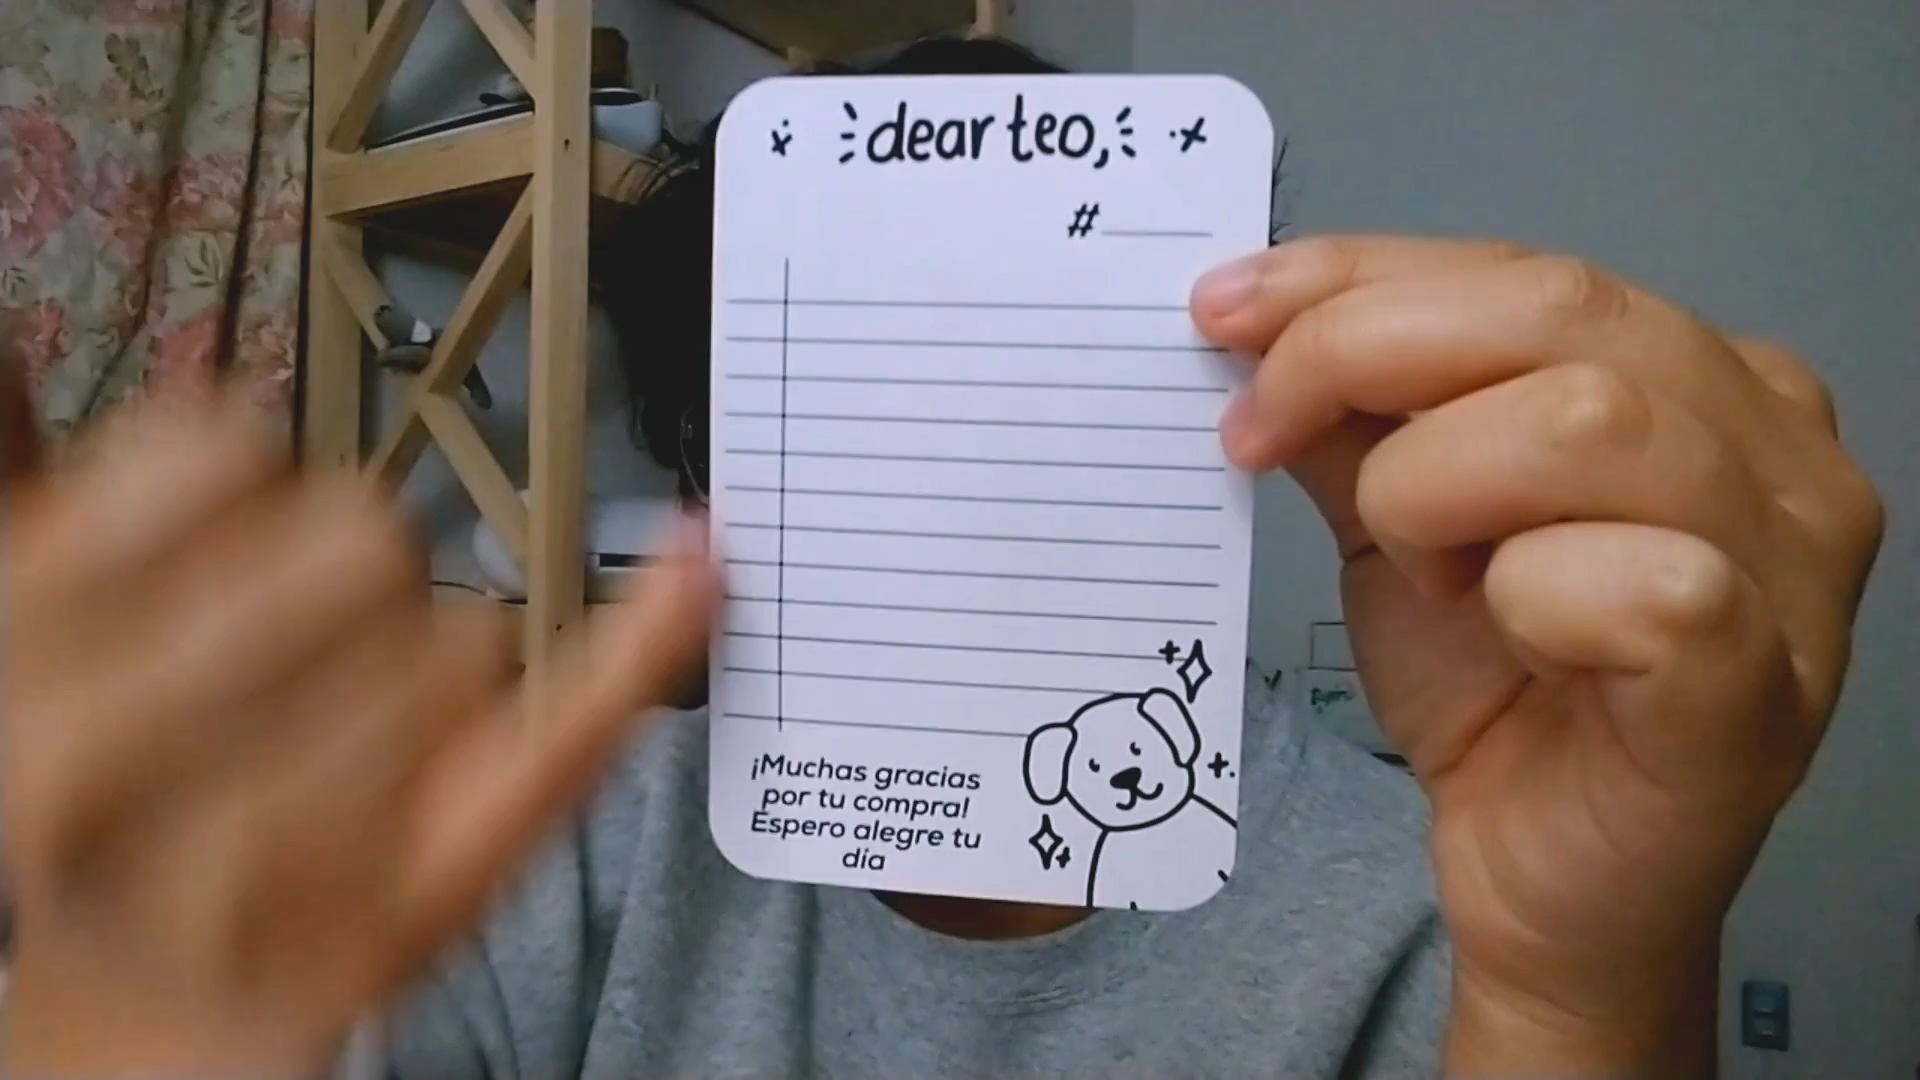 dear teo,
#
¡Muchas gracias
por tu compra!
Espero alegre tu
día